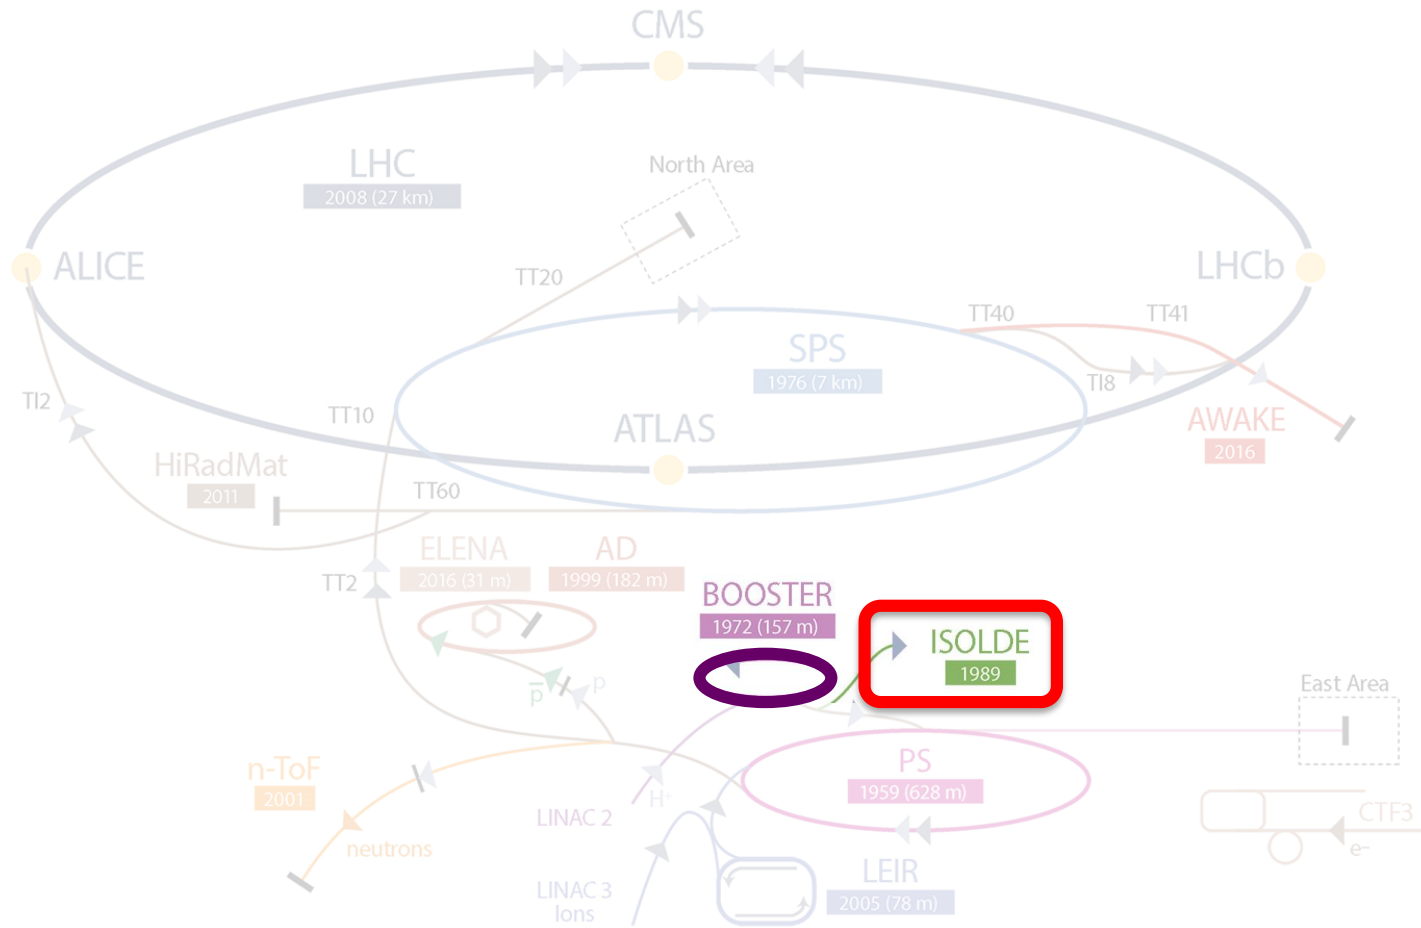 CMS
LHC
2008 (27 km)
North Area
ALICE
TT20
LHCb
TT40
TT41
SPS
1976 (7 km)
TI8
TI2
TT10
ATLAS
AWAKE
2016
HiRadMat
2011
TT60
ELENA
2016 (31 m)
AD
1999 (182 m)
TT2
BOOSTER
1972 (157 m)
ISOLDE
1989
p̅
p
East Area
n-ToF
2001
PS
1959 (628 m)
H⁺
LINAC 2
neutrons
CTF3
e⁻
LEIR
2005 (78 m)
LINAC 3
Ions